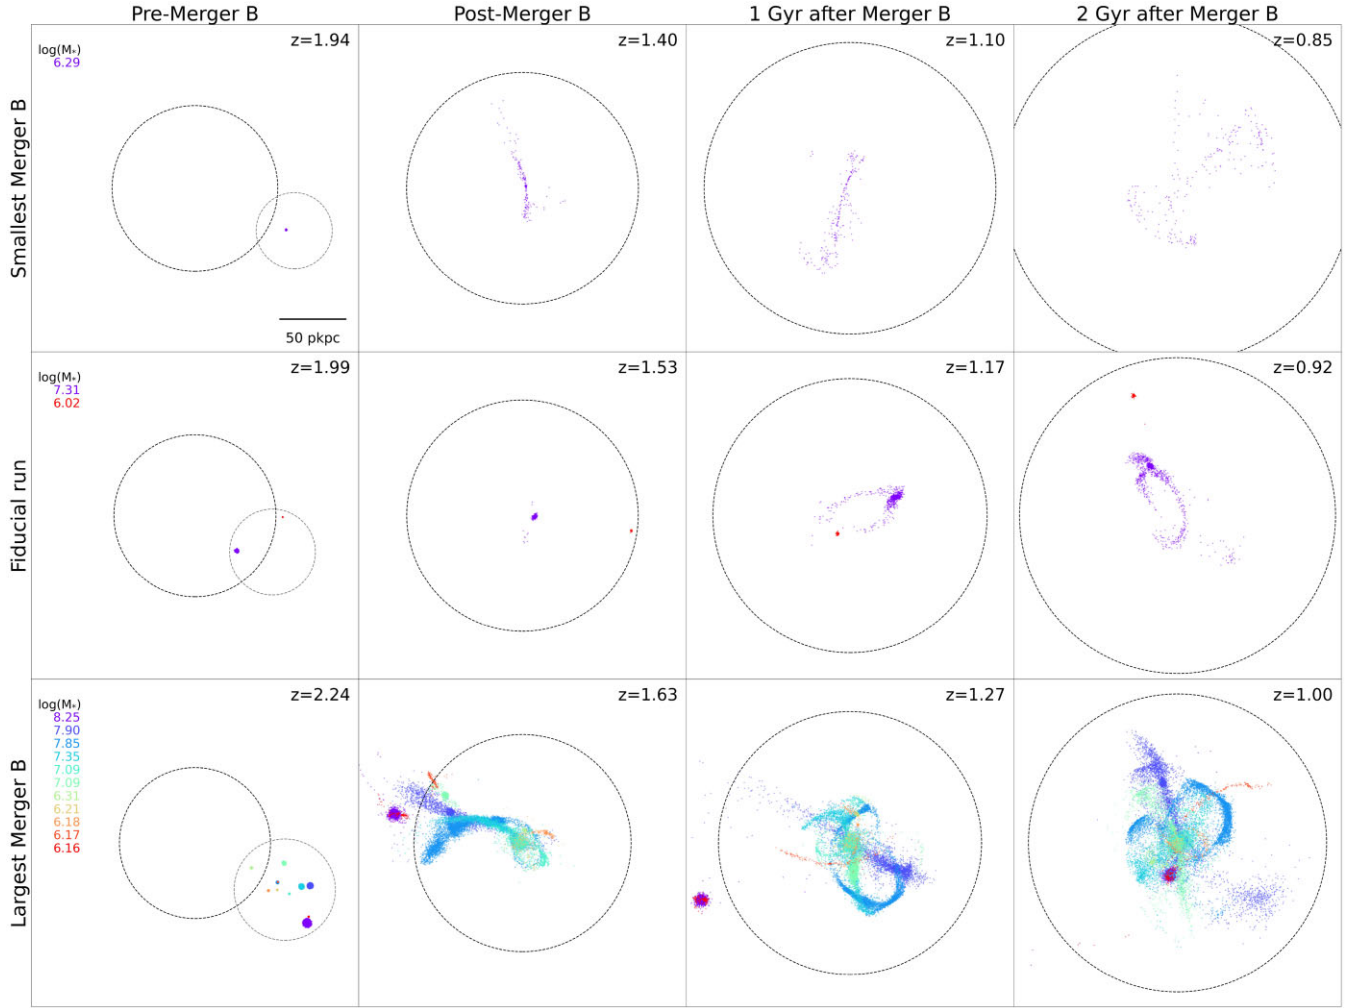 Pre-Merger B
Post-Merger B
1 Gyr after Merger B
2 Gyr after Merger B
Smallest Merger B
log(M*)
6.29
z=1.94
50 pkpc
z=1.40
z=1.10
z=0.85
Fiducial run
log(M*)
7.31
6.02
z=1.99
z=1.53
z=1.17
z=0.92
Largest Merger B
log(M*)
8.25
7.90
7.85
7.35
7.09
7.09
6.31
6.21
6.18
6.17
6.16
z=2.24
z=1.63
z=1.27
z=1.00